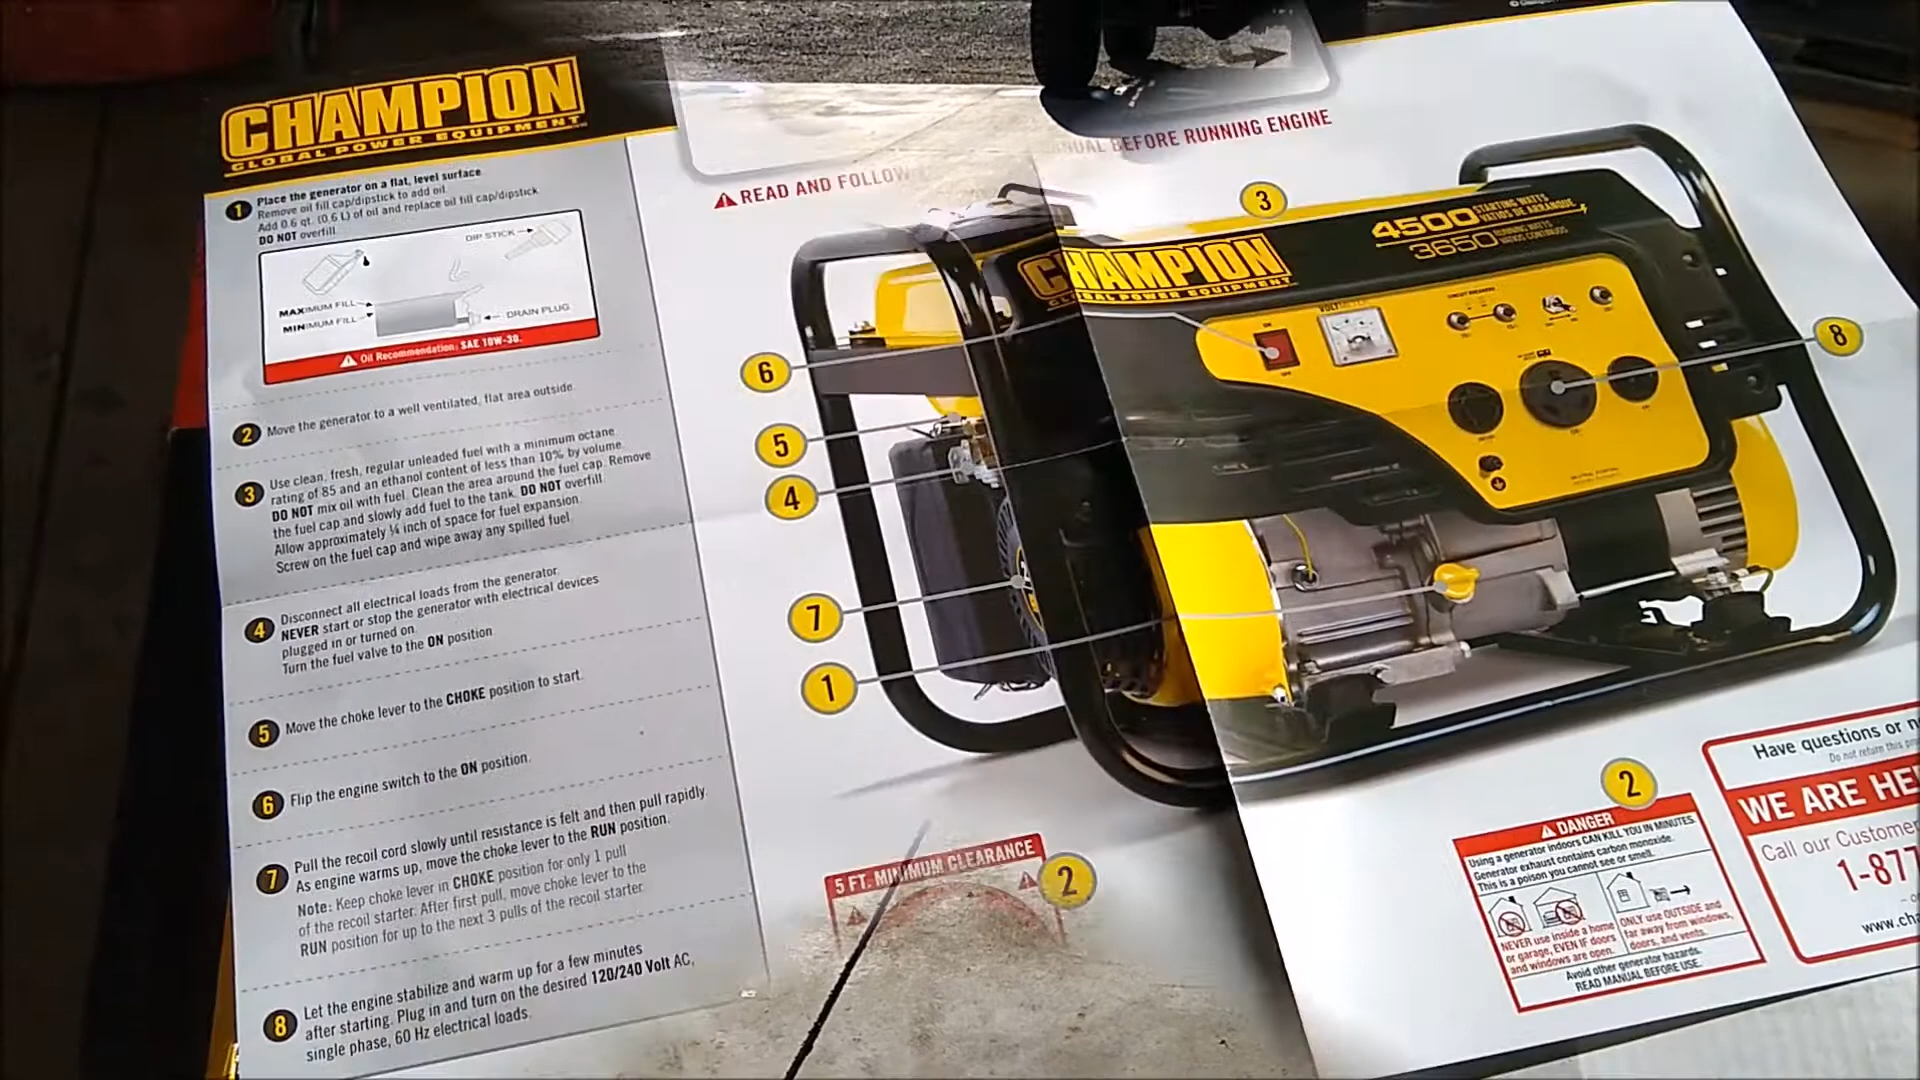 CHAMPION
GLOBAL POWER EQUIPMENT
1 Place the generator on a flat, level surface
Remove oil fill cap/dipstick to add oil.
Add 0.6 qt. (0.6 L) of oil and replace oil fill cap/dipstick.
DO NOT overfill.
DIP STICK
MAXIMUM FILL
MINIMUM FILL
DRAIN PLUG
Oil Recommendation: SAE 10W-30.
2 Move the generator to a well ventilated, flat area outside.
3 Use clean, fresh, regular unleaded fuel with a minimum octane
rating of 85 and an ethanol content of less than 10% by volume.
DO NOT mix oil with fuel. Clean the area around the fuel cap. Remove
the fuel cap and slowly add fuel to the tank. DO NOT overfill.
Allow approximately ¼ inch of space for fuel expansion.
Screw on the fuel cap and wipe away any spilled fuel.
4 Disconnect all electrical loads from the generator.
NEVER start or stop the generator with electrical devices
plugged in or turned on.
Turn the fuel valve to the ON position.
5 Move the choke lever to the CHOKE position to start.
6 Flip the engine switch to the ON position.
7 Pull the recoil cord slowly until resistance is felt and then pull rapidly.
As engine warms up, move the choke lever to the RUN position.
Note: Keep choke lever in CHOKE position for only 1 pull
of the recoil starter. After first pull, move choke lever to the
RUN position for up to the next 3 pulls of the recoil starter.
8 Let the engine stabilize and warm up for a few minutes
after starting. Plug in and turn on the desired 120/240 Volt AC,
single phase, 60 Hz electrical loads.
READ AND FOLLOW
BEFORE RUNNING ENGINE
3
4500 STARTING WATTS
VATIOS DE ARRANQUE
3650 RUNNING WATTS
VATIOS CONTINUOS
CHAMPION
GLOBAL POWER EQUIPMENT
CIRCUIT BREAKERS
ON
OFF
8
6
5
4
7
1
5 FT. MINIMUM CLEARANCE
2
2
DANGER
Using a generator indoors CAN KILL YOU IN MINUTES.
Generator exhaust contains carbon monoxide.
This is a poison you cannot see or smell.
NEVER use inside a home
or garage, EVEN IF doors
and windows are open.
ONLY use OUTSIDE and
far away from windows,
doors, and vents.
Avoid other generator hazards.
READ MANUAL BEFORE USE.
Have questions or
Do not return this
WE ARE HE
Call our Customer
1-877
www.cha